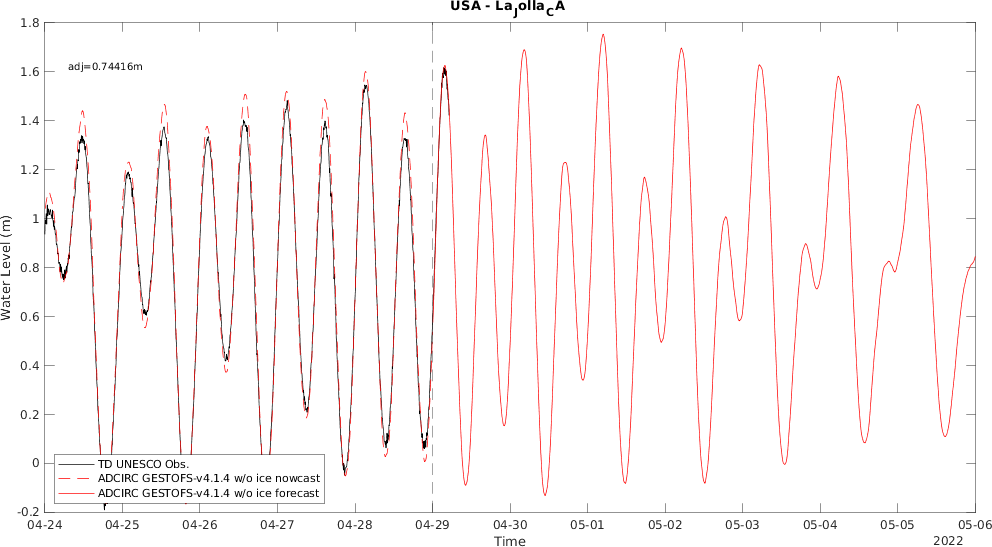 USA - LaJollaCA
adj=0.74416m
Water Level (m)
1.8
1.6
1.4
1.2
1
0.8
0.6
0.4
0.2
0
-0.2
TD UNESCO Obs.
ADCIRC GESTOFS-v4.1.4 w/o ice nowcast
ADCIRC GESTOFS-v4.1.4 w/o ice forecast
04-24 04-25 04-26 04-27 04-28 04-29 04-30 05-01 05-02 05-03 05-04 05-05 05-06
Time
2022